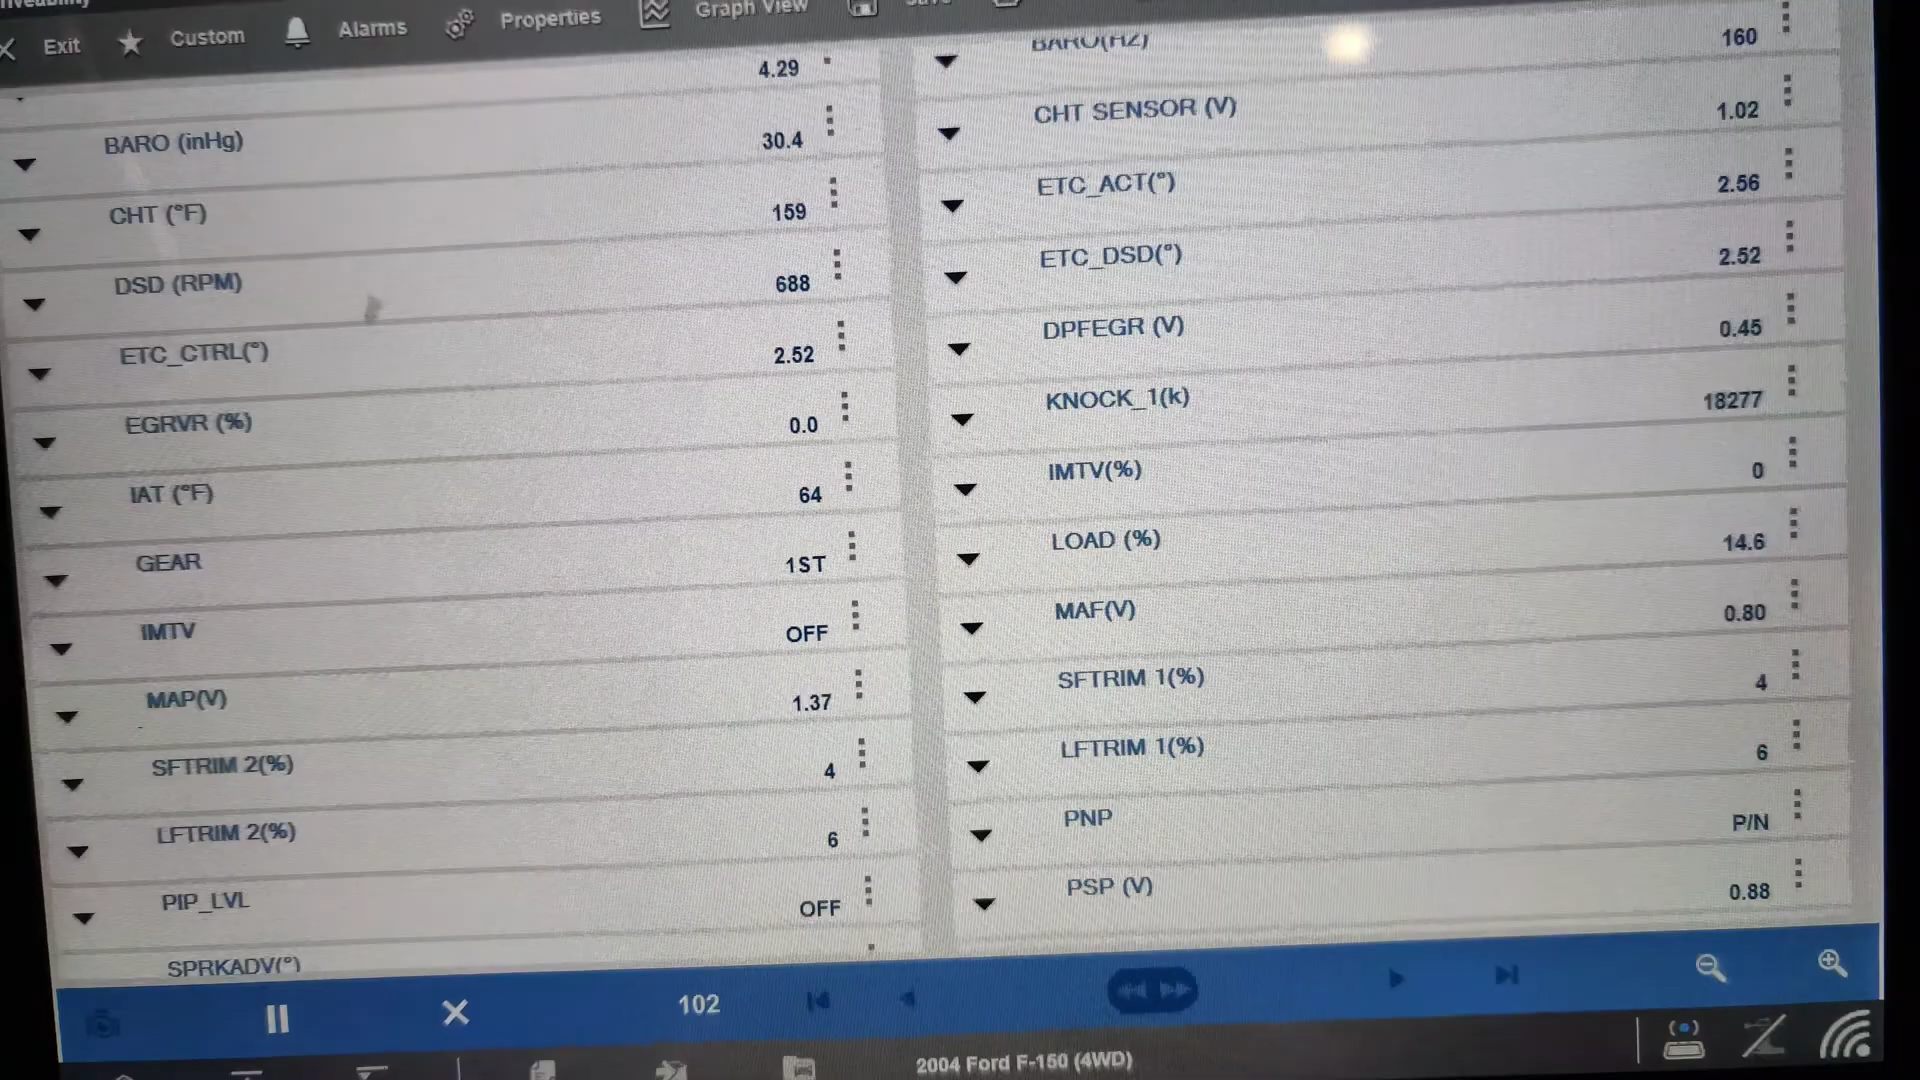 Exit
Custom
Alarms
Properties
Graph View
4.29
BARO (inHg)
30.4
CHT (°F)
159
DSD (RPM)
688
ETC_CTRL(°)
2.52
EGRVR (%)
0.0
IAT (°F)
64
GEAR
1ST
IMTV
OFF
MAP(V)
1.37
SFTRIM 2(%)
4
LFTRIM 2(%)
6
PIP_LVL
OFF
SPRKADV(°)
BARO(HZ)
160
CHT SENSOR (V)
1.02
ETC_ACT(°)
2.56
ETC_DSD(°)
2.52
DPFEGR (V)
0.45
KNOCK_1(k)
18277
IMTV(%)
0
LOAD (%)
14.6
MAF(V)
0.80
SFTRIM 1(%)
4
LFTRIM 1(%)
6
PNP
P/N
PSP (V)
0.88
102
2004 Ford F-150 (4WD)